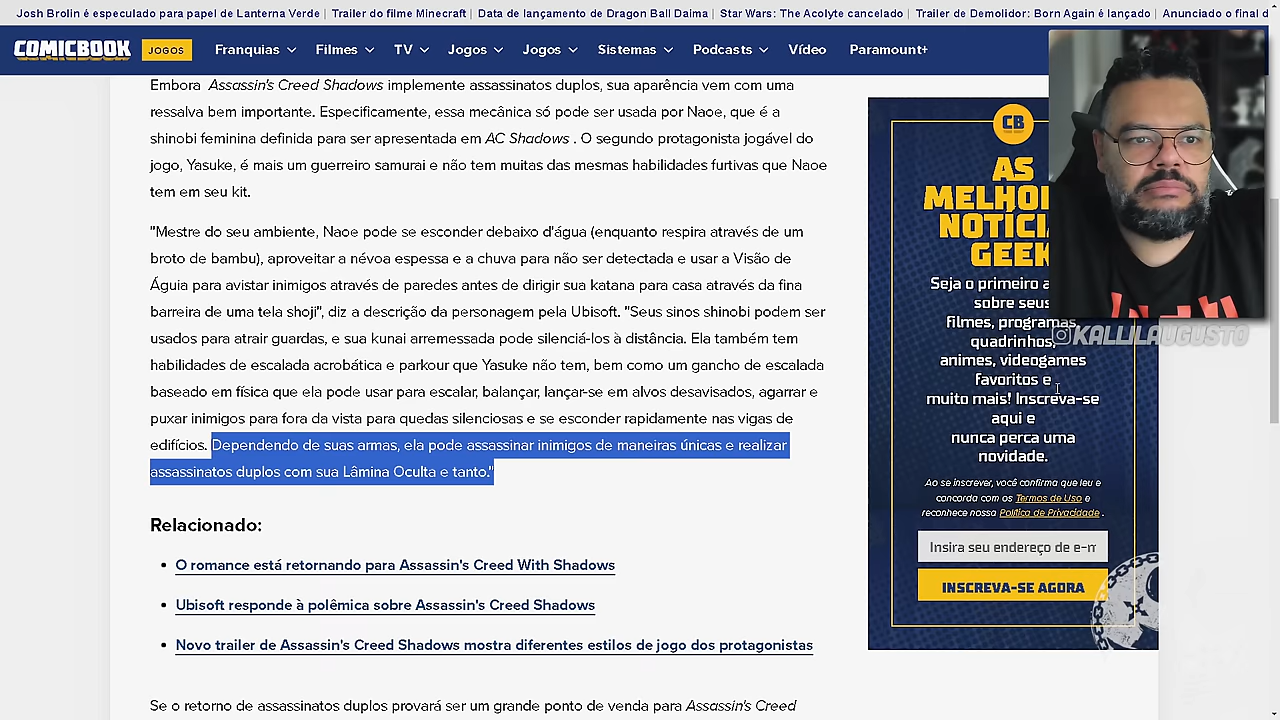 Josh Brolin é especulado para papel de Lanterna Verde | Trailer do filme Minecraft | Data de lançamento de Dragon Ball Daima | Star Wars: The Acolyte cancelado | Trailer de Demolidor: Born Again é lançado | Anunciado o final d
COMICBOOK JOGOS Franquias Filmes TV Jogos Jogos Sistemas Podcasts Vídeo Paramount+
Embora Assassin's Creed Shadows implemente assassinatos duplos, sua aparência vem com uma
ressalva bem importante. Especificamente, essa mecânica só pode ser usada por Naoe, que é a
shinobi feminina definida para ser apresentada em AC Shadows . O segundo protagonista jogável do
jogo, Yasuke, é mais um guerreiro samurai e não tem muitas das mesmas habilidades furtivas que Naoe
tem em seu kit.
"Mestre do seu ambiente, Naoe pode se esconder debaixo d'água (enquanto respira através de um
broto de bambu), aproveitar a névoa espessa e a chuva para não ser detectada e usar a Visão de
Águia para avistar inimigos através de paredes antes de dirigir sua katana para casa através da fina
barreira de uma tela shoji", diz a descrição da personagem pela Ubisoft. "Seus sinos shinobi podem ser
usados para atrair guardas, e sua kunai arremessada pode silenciá-los à distância. Ela também tem
habilidades de escalada acrobática e parkour que Yasuke não tem, bem como um gancho de escalada
baseado em física que ela pode usar para escalar, balançar, lançar-se em alvos desavisados, agarrar e
puxar inimigos para fora da vista para quedas silenciosas e se esconder rapidamente nas vigas de
edifícios. Dependendo de suas armas, ela pode assassinar inimigos de maneiras únicas e realizar
assassinatos duplos com sua Lâmina Oculta e tanto."
Relacionado:
• O romance está retornando para Assassin's Creed With Shadows
• Ubisoft responde à polêmica sobre Assassin's Creed Shadows
• Novo trailer de Assassin's Creed Shadows mostra diferentes estilos de jogo dos protagonistas
Se o retorno de assassinatos duplos provará ser um grande ponto de venda para Assassin's Creed
CB
AS
MELHO
NOTÍCI
GEEK
Seja o primeiro a
sobre seus
filmes, programas,
quadrinhos,
animes, videogames
favoritos e
muito mais! Inscreva-se
aqui e
nunca perca uma
novidade.
Ao se inscrever, você confirma que leu e
concorda com os Termos de Uso e
reconhece nossa Política de Privacidade .
Insira seu endereço de e-m
INSCREVA-SE AGORA
KALLILAUGUSTO